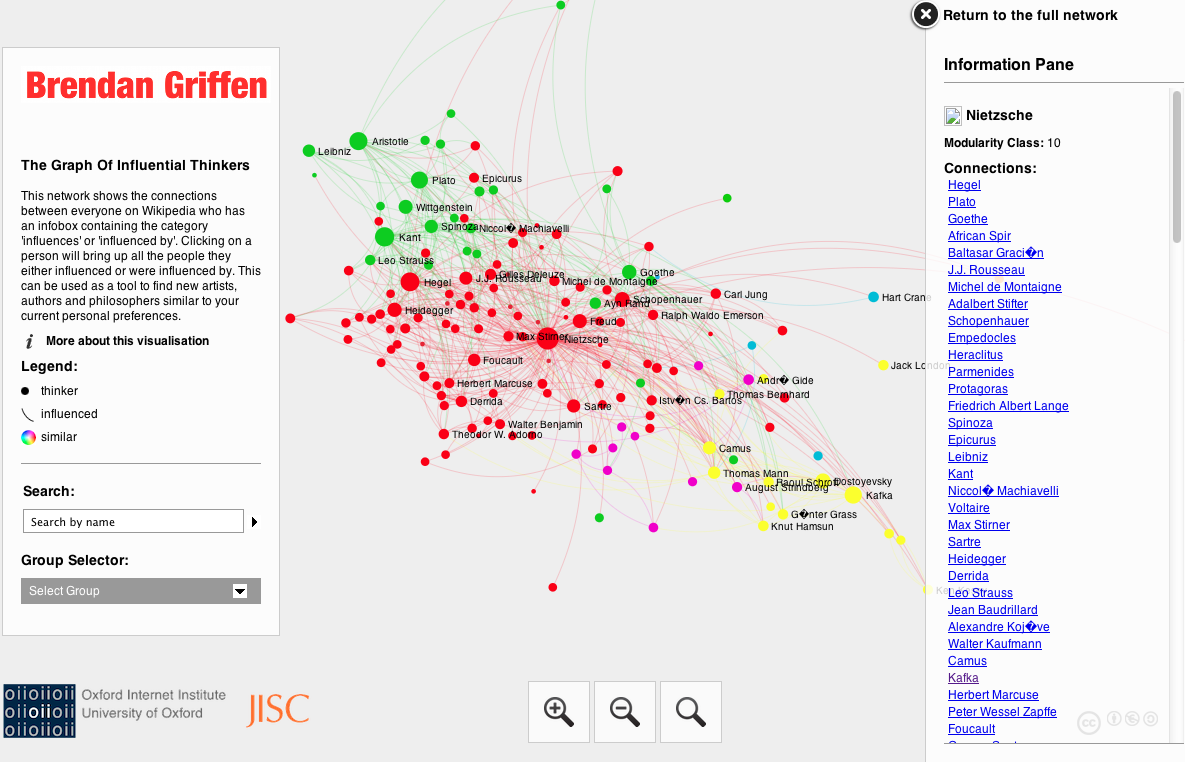 Return to the full network
Brendan Griffen
The Graph Of Influential Thinkers
This network shows the connections
between everyone on Wikipedia who has
an infobox containing the category
'influences' or 'influenced by'. Clicking on a
person will bring up all the people they
either influenced or were influenced by. This
can be used as a tool to find new artists,
authors and philosophers similar to your
current personal preferences.
i More about this visualisation
Legend:
thinker
influenced
similar
Search:
Search by name
Group Selector:
Select Group
oiioiioii
oiioiioii
oiioiioii
Oxford Internet Institute
University of Oxford
JISC
Aristotle
Leibniz
Plato
Epicurus
Wittgenstein
Spinoza
Niccol� Machiavelli
Kant
Leo Strauss
Gilles Deleuze
Goethe
Hegel
J.J. Rousseau
Michel de Montaigne
Carl Jung
Hart Crane
Schopenhauer
Ayn Rand
Heidegger
Ralph Waldo Emerson
Freud
Max Stirner
Nietzsche
Foucault
Jack London
Andr� Gide
Herbert Marcuse
Thomas Bernhard
Derrida
Istv�n Cs. Bartos
Sartre
Walter Benjamin
Theodor W. Adorno
Camus
Thomas Mann
Raoul Schrott
Dostoyevsky
August Strindberg
Kafka
G�nter Grass
Knut Hamsun
Information Pane
Nietzsche
Modularity Class: 10
Connections:
Hegel
Plato
Goethe
African Spir
Baltasar Graci�n
J.J. Rousseau
Michel de Montaigne
Adalbert Stifter
Schopenhauer
Empedocles
Heraclitus
Parmenides
Protagoras
Friedrich Albert Lange
Spinoza
Epicurus
Leibniz
Kant
Niccol� Machiavelli
Voltaire
Max Stirner
Sartre
Heidegger
Derrida
Leo Strauss
Jean Baudrillard
Alexandre Koj�ve
Walter Kaufmann
Camus
Kafka
Herbert Marcuse
Peter Wessel Zapffe
Foucault
cc